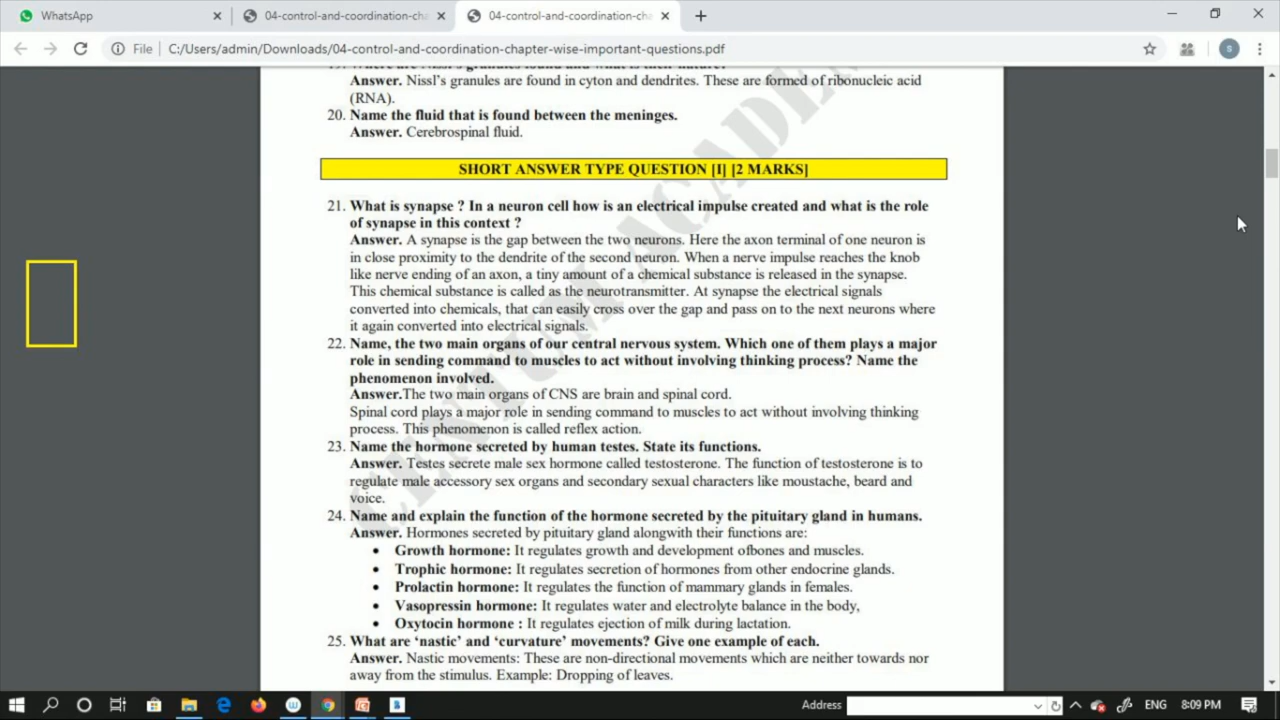 WhatsApp
04-control-and-coordination-cha
04-control-and-coordination-cha
File
C:/Users/admin/Downloads/04-control-and-coordination-chapter-wise-important-questions.pdf
S
19. Where are Nissl's granules found and what is their nature?
Answer. Nissl's granules are found in cyton and dendrites. These are formed of ribonucleic acid
(RNA).
20. Name the fluid that is found between the meninges.
Answer. Cerebrospinal fluid.
SHORT ANSWER TYPE QUESTION [I] [2 MARKS]
21. What is synapse ? In a neuron cell how is an electrical impulse created and what is the role
of synapse in this context ?
Answer. A synapse is the gap between the two neurons. Here the axon terminal of one neuron is
in close proximity to the dendrite of the second neuron. When a nerve impulse reaches the knob
like nerve ending of an axon, a tiny amount of a chemical substance is released in the synapse.
This chemical substance is called as the neurotransmitter. At synapse the electrical signals
converted into chemicals, that can easily cross over the gap and pass on to the next neurons where
it again converted into electrical signals.
22. Name, the two main organs of our central nervous system. Which one of them plays a major
role in sending command to muscles to act without involving thinking process? Name the
phenomenon involved.
Answer.The two main organs of CNS are brain and spinal cord.
Spinal cord plays a major role in sending command to muscles to act without involving thinking
process. This phenomenon is called reflex action.
23. Name the hormone secreted by human testes. State its functions.
Answer. Testes secrete male sex hormone called testosterone. The function of testosterone is to
regulate male accessory sex organs and secondary sexual characters like moustache, beard and
voice.
24. Name and explain the function of the hormone secreted by the pituitary gland in humans.
Answer. Hormones secreted by pituitary gland alongwith their functions are:
• Growth hormone: It regulates growth and development ofbones and muscles.
• Trophic hormone: It regulates secretion of hormones from other endocrine glands.
• Prolactin hormone: It regulates the function of mammary glands in females.
• Vasopressin hormone: It regulates water and electrolyte balance in the body,
• Oxytocin hormone : It regulates ejection of milk during lactation.
25. What are ‘nastic’ and ‘curvature’ movements? Give one example of each.
Answer. Nastic movements: These are non-directional movements which are neither towards nor
away from the stimulus. Example: Dropping of leaves.
Address
ENG
8:09 PM